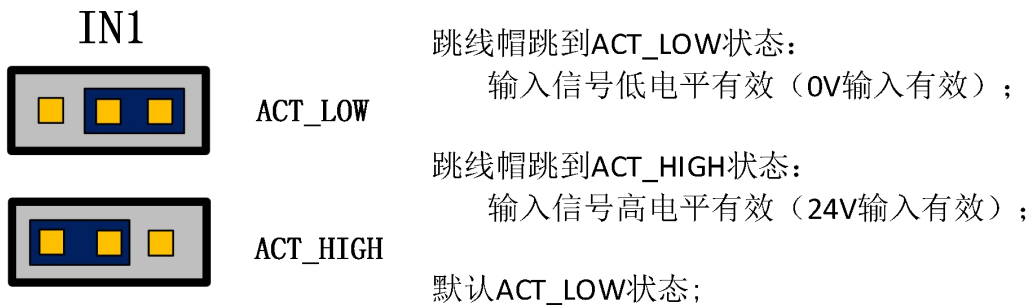 IN1
ACT_LOW
ACT_HIGH
跳线帽跳到ACT_LOW状态：
输入信号低电平有效（0V输入有效）；
跳线帽跳到ACT_HIGH状态：
输入信号高电平有效（24V输入有效）；
默认ACT_LOW状态；